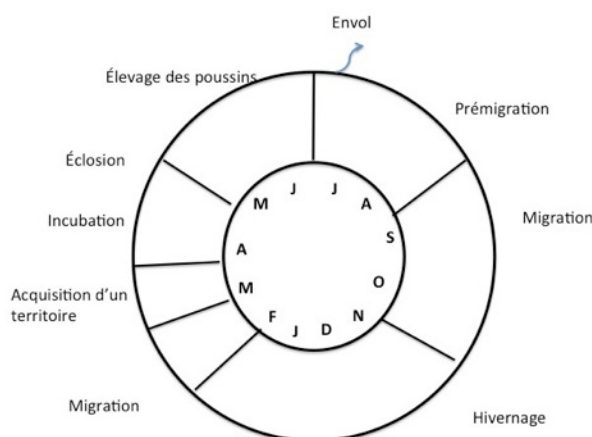 Envol
Élevage des poussins
Prémigration
Éclosion
Migration
Incubation
Acquisition d'un
territoire
Migration
Hivernage
J
J
A
S
O
N
D
J
F
M
A
M